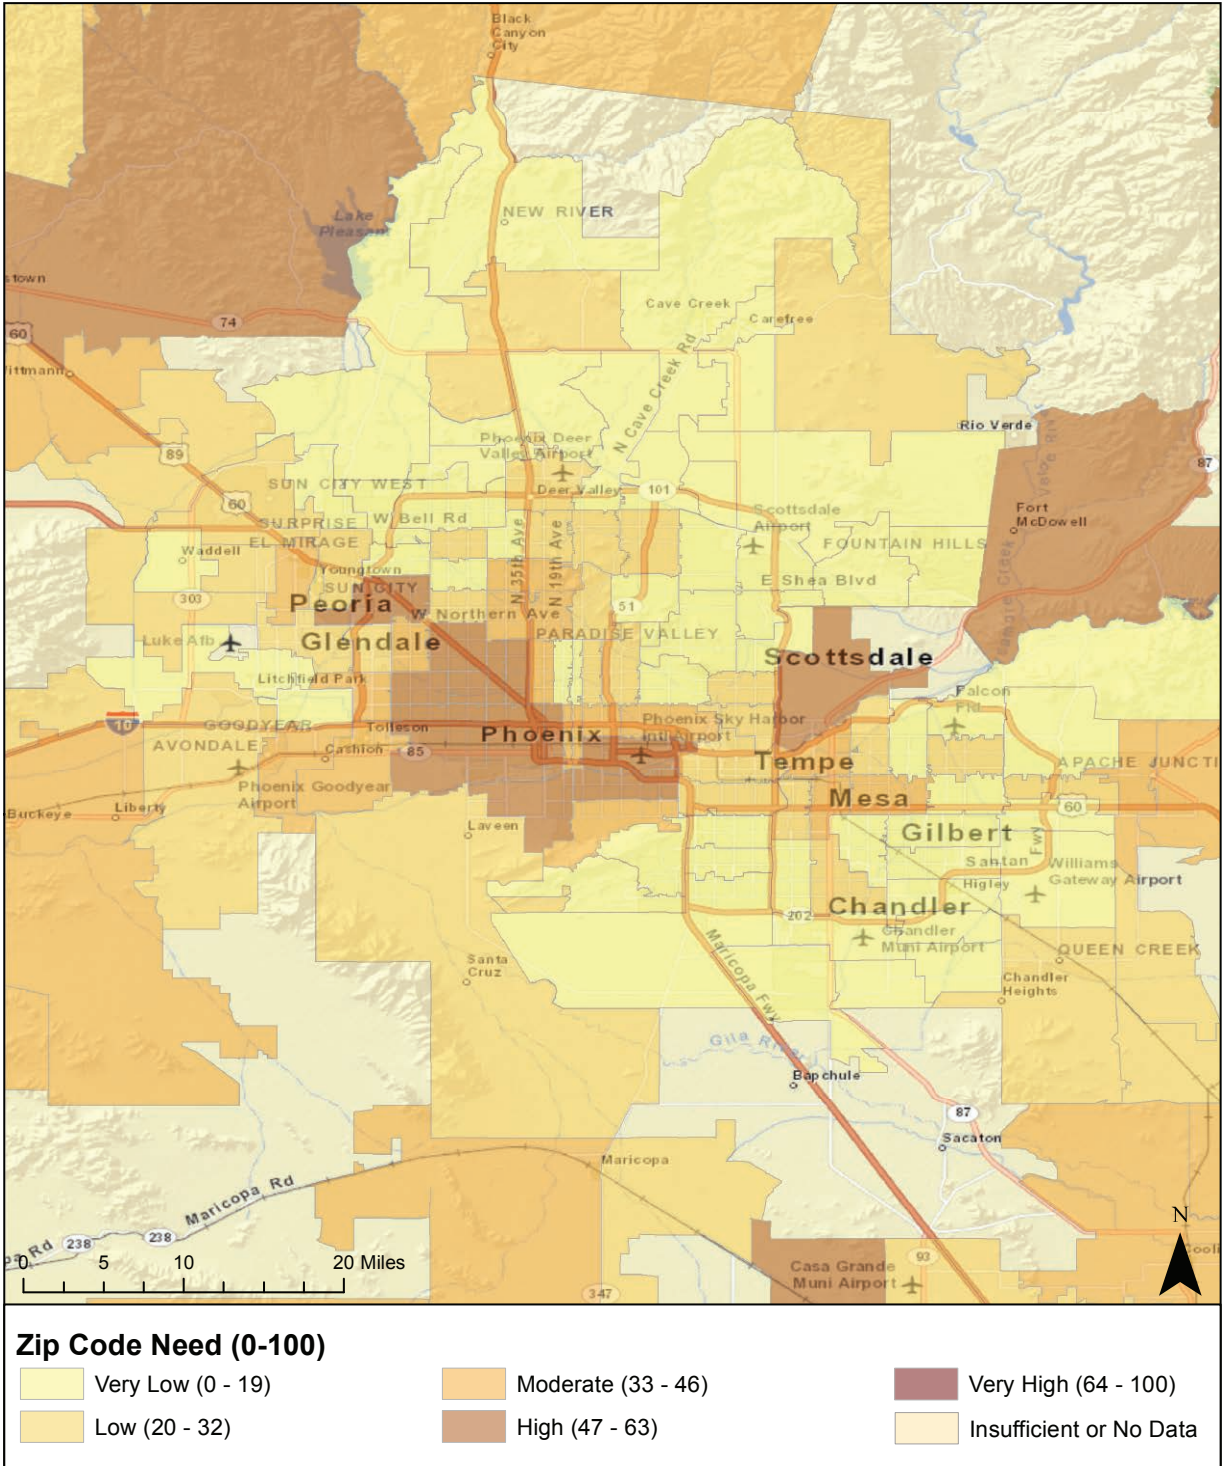 Black
Canyon
City
NEW RIVER
Lake
Pleasant
stown
74
60
ittmann
Cave Creek
Carefree
N Cave Creek Rd
Rio Verde
87
89
Phoenix Deer
Valley Airport
Deer Valley
101
SUN CITY WEST
60
SURPRISE
W Bell Rd
EL MIRAGE
Scottsdale
Airport
FOUNTAIN HILLS
Fort
McDowell
Waddell
Youngtown
SUN CITY
N 35th Ave
N 19th Ave
E Shea Blvd
303
Peoria
W Northern Ave
51
Luke Afb
Glendale
PARADISE VALLEY
Scottsdale
Litchfield Park
Falcon
Fld
10
GOODYEAR
Tolleson
Phoenix
Phoenix Sky Harbor
Intl Airport
AVONDALE
Cashion
85
Tempe
APACHE JUNCTI
Phoenix Goodyear
Airport
Mesa
Buckeye
Liberty
60
Laveen
Gilbert
Fwy
Santan
Higley
Williams
Gateway Airport
Chandler
202
Chandler
Muni Airport
Maricopa Fwy
QUEEN CREEK
Santa
Cruz
Chandler
Heights
Gila River
Bapchule
87
Sacaton
Maricopa
Maricopa Rd
238
238
pa Rd
N
Cooli
93
Casa Grande
Muni Airport
347
0 5 10 20 Miles
Zip Code Need (0-100)
Very Low (0 - 19)
Low (20 - 32)
Moderate (33 - 46)
High (47 - 63)
Very High (64 - 100)
Insufficient or No Data